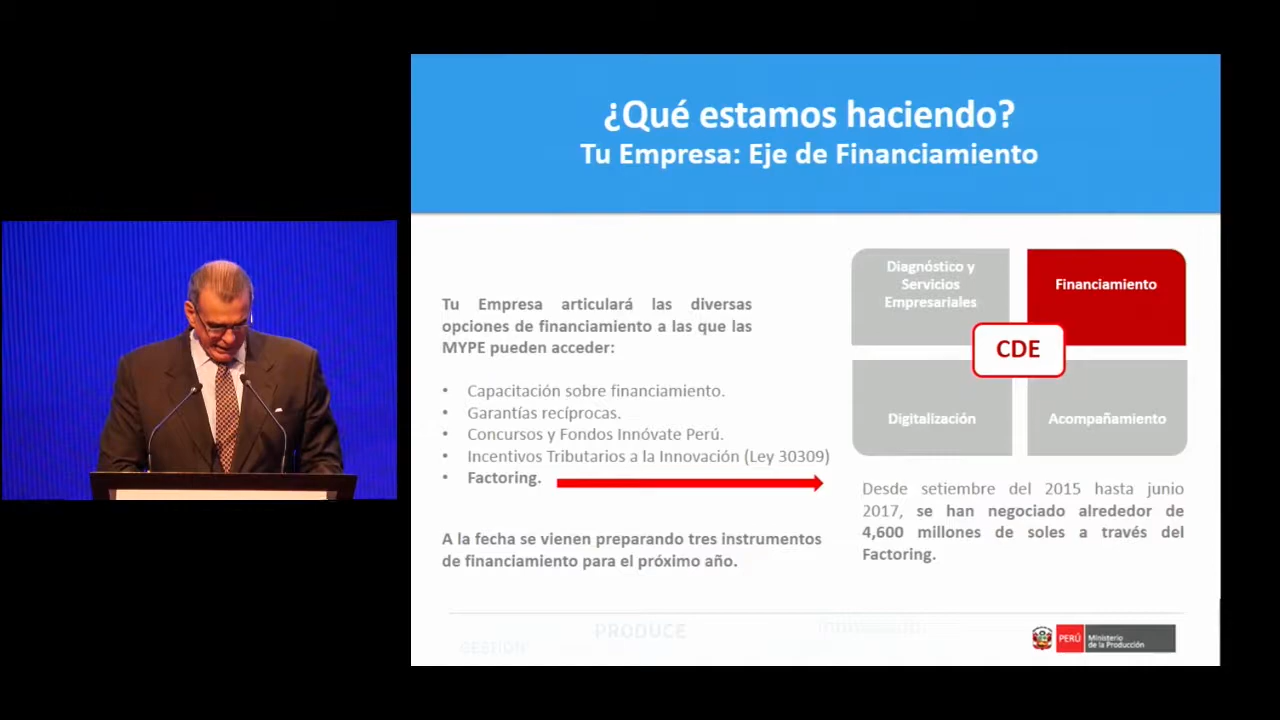 ¿Qué estamos haciendo?
Tu Empresa: Eje de Financiamiento
Tu Empresa articulará las diversas
opciones de financiamiento a las que las
MYPE pueden acceder:
• Capacitación sobre financiamiento.
• Garantías recíprocas.
• Concursos y Fondos Innóvate Perú.
• Incentivos Tributarios a la Innovación (Ley 30309)
• Factoring.
A la fecha se vienen preparando tres instrumentos
de financiamiento para el próximo año.
Diagnóstico y
Servicios
Empresariales
Financiamiento
CDE
Digitalización
Acompañamiento
Desde setiembre del 2015 hasta junio
2017, se han negociado alrededor de
4,600 millones de soles a través del
Factoring.
PRODUCE
GESTIÓN
PERÚ
Ministerio
de la Producción